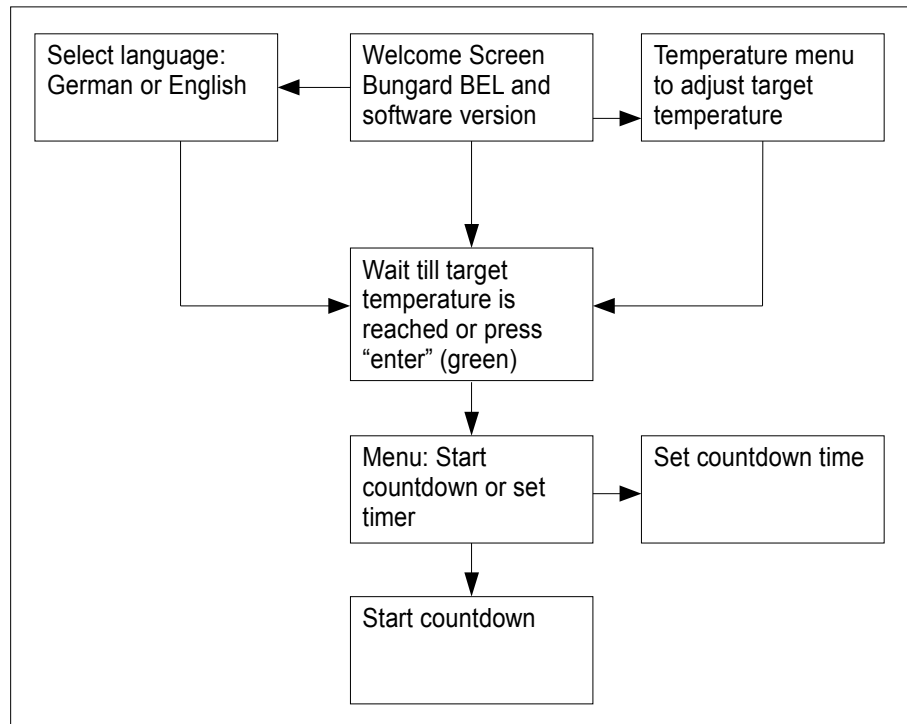 Select language:
German or English
Welcome Screen
Bungard BEL and
software version
Temperature menu
to adjust target
temperature
Wait till target
temperature is
reached or press
“enter” (green)
Menu: Start
countdown or set
timer
Set countdown time
Start countdown